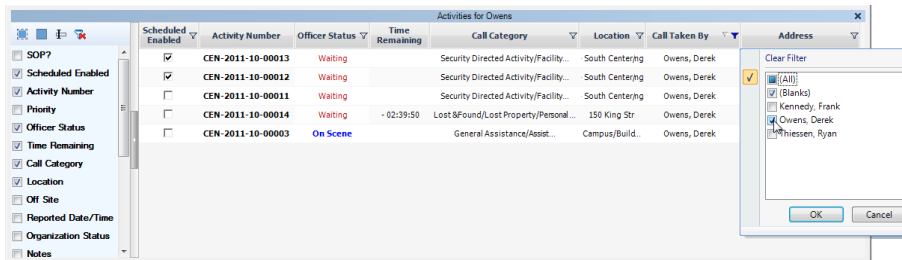 Activities for Owens
Scheduled Enabled Activity Number Officer Status Time Remaining Call Category Location Call Taken By Address
SOP?
Scheduled Enabled
Activity Number
Priority
Officer Status
Time Remaining
Call Category
Location
Off Site
Reported Date/Time
Organization Status
Notes
CEN-2011-10-00013 Waiting Security Directed Activity/Facility... South Center/ng Owens, Derek
CEN-2011-10-00012 Waiting Security Directed Activity/Facility... South Center/ng Owens, Derek
CEN-2011-10-00011 Waiting Security Directed Activity/Facility... South Center/ng Owens, Derek
CEN-2011-10-00014 Waiting - 02:39:50 Lost &Found/Lost Property/Personal... 150 King Str Owens, Derek
CEN-2011-10-00003 On Scene General Assistance/Assist... Campus/Build... Owens, Derek
Clear Filter
(All)
(Blanks)
Kennedy, Frank
Owens, Derek
Thiessen, Ryan
OK Cancel